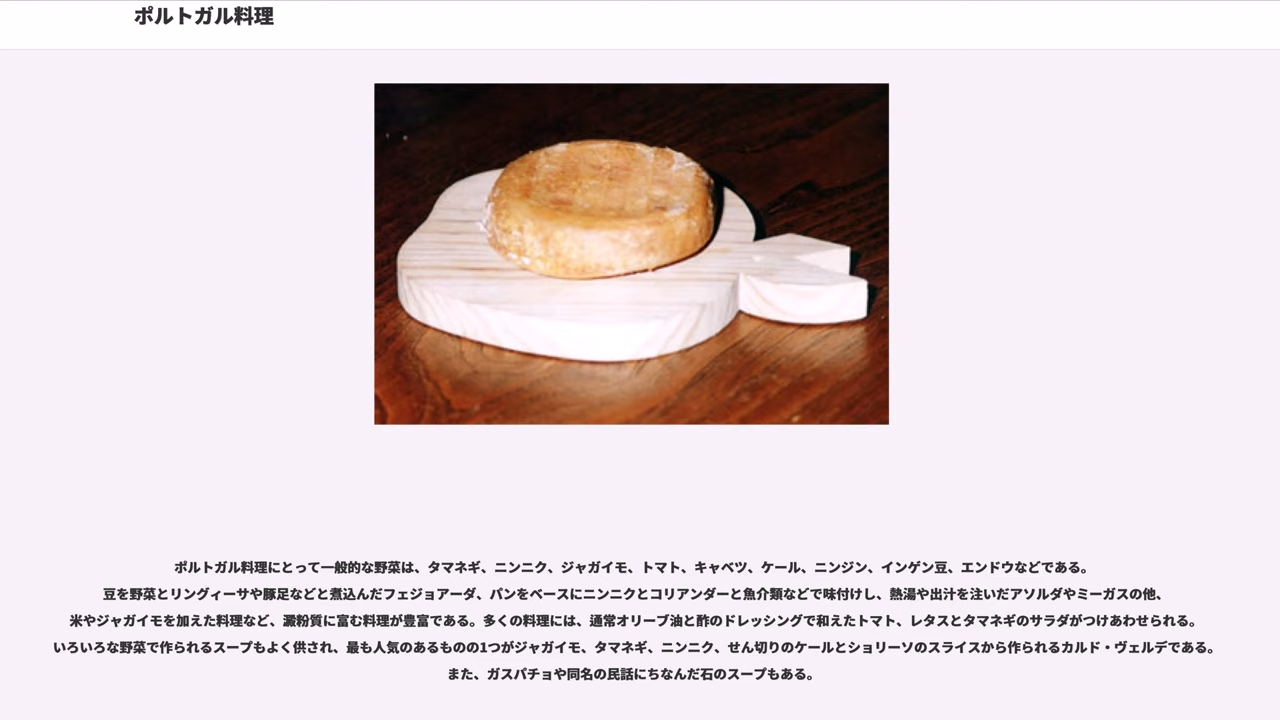 ポルトガル料理
ポルトガル料理にとって一般的な野菜は、タマネギ、ニンニク、ジャガイモ、トマト、キャベツ、ケール、ニンジン、インゲン豆、エンドウなどである。
豆を野菜とリングィーサや豚足などと煮込んだフェジョアーダ、パンをベースにニンニクとコリアンダーと魚介類などで味付けし、熱湯や出汁を注いだアソルダやミーガスの他、
米やジャガイモを加えた料理など、澱粉質に富む料理が豊富である。多くの料理には、通常オリーブ油と酢のドレッシングで和えたトマト、レタスとタマネギのサラダがつけあわせられる。
いろいろな野菜で作られるスープもよく供され、最も人気のあるものの1つがジャガイモ、タマネギ、ニンニク、せん切りのケールとショリーソのスライスから作られるカルド・ヴェルデである。
また、ガスパチョや同名の民話にちなんだ石のスープもある。